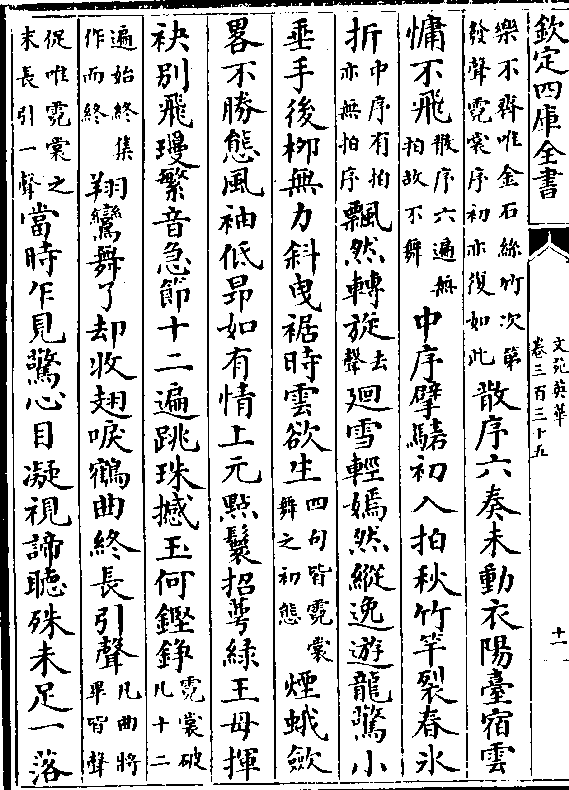 欽定四庫全書
文苑英華
卷三百三十五
十一
樂不齊唯金石絲竹次第
發聲霓裳序初亦復如此散序六奏未動衣陽臺宿雲
慵不飛散序六遍無
拍故不舞中序擘騞初入拍秋竹竿裂春氷
折中序有拍
亦無拍序飄然轉旋去
聲廻雪輕嫣然縱逸遊龍驚小
垂手後柳無力斜曳裾時雲欲生四句皆霓裳
舞之初態煙蛾斂
畧不勝態風袖低昂如有情上元㸃鬟招萼綠王母揮
袂别飛瓊繁音急節十二遍跳珠撼玉何鏗錚霓裳破
凡十二
遍始終集
作而終翔鸞舞了却收翅唳鶴曲終長引聲凡曲將
畢皆聲
促唯霓裳之
末長引一聲當時乍見驚心目凝視諦聽殊未足一落